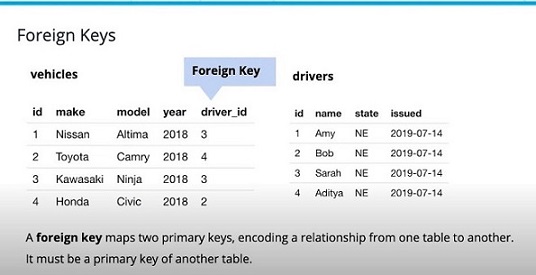 Foreign Keys
vehicles
Foreign Key
drivers
id make model year driver_id
1 Nissan Altima 2018 3
2 Toyota Camry 2018 4
3 Kawasaki Ninja 2018 3
4 Honda Civic 2018 2
id name state issued
1 Amy NE 2019-07-14
2 Bob NE 2019-07-14
3 Sarah NE 2019-07-14
4 Aditya NE 2019-07-14
A foreign key maps two primary keys, encoding a relationship from one table to another.
It must be a primary key of another table.